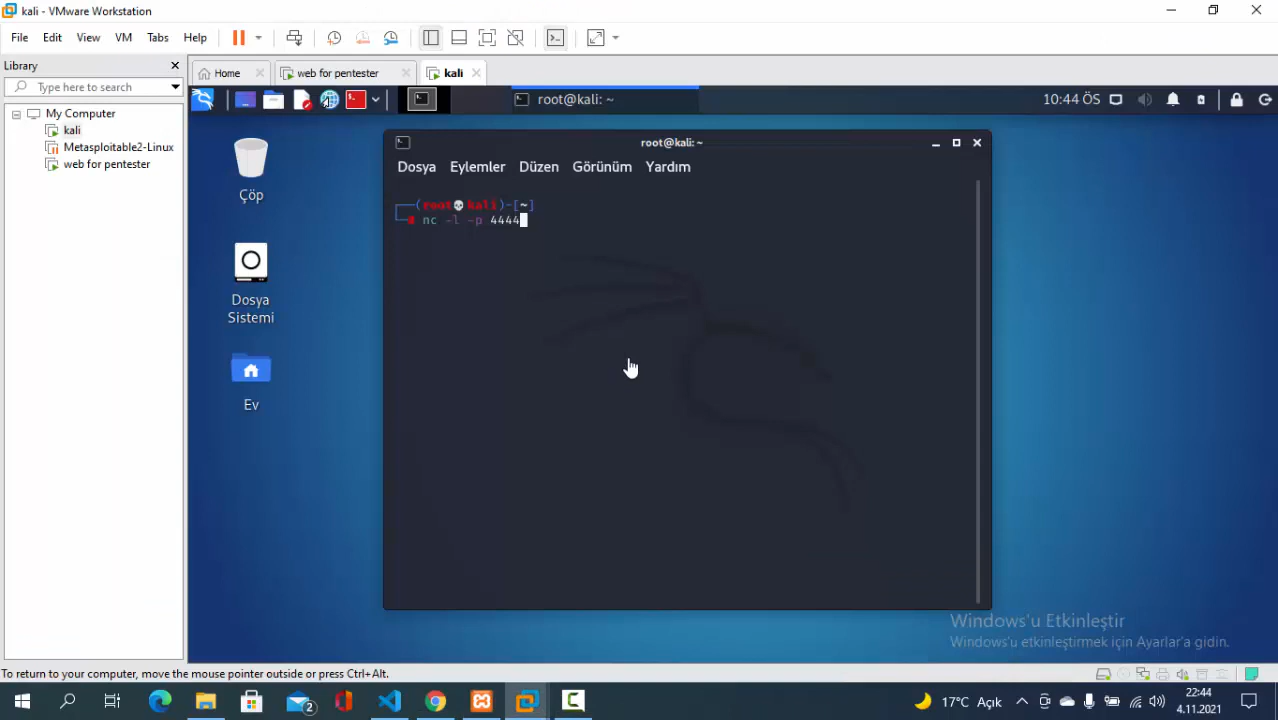 kali - VMware Workstation
File Edit View VM Tabs Help
Library
Type here to search
My Computer
kali
Metasploitable2-Linux
web for pentester
Home
web for pentester
kali
root@kali: ~
10:44 ÖS
Çöp
Dosya
Sistemi
Ev
root@kali: ~
Dosya Eylemler Düzen Görünüm Yardım
┌──(root💀kali)-[~]
└─ nc -l -p 4444
Windows'u Etkinleştir
Windows'u etkinleştirmek için Ayarlar'a gidin.
To return to your computer, move the mouse pointer outside or press Ctrl+Alt.
2
17°C Açık
22:44
4.11.2021